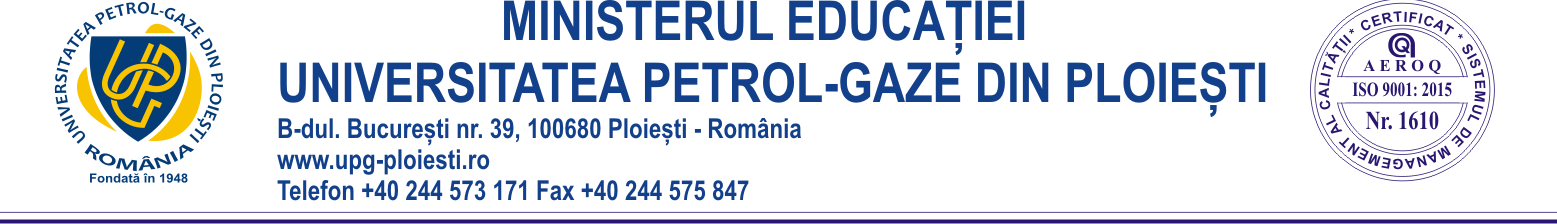 UNIVERSITATEA PETROL-GAZE DIN PLOIEȘTI
ROMÂNIA
UPG
Fondată în 1948
MINISTERUL EDUCAȚIEI
UNIVERSITATEA PETROL-GAZE DIN PLOIEȘTI
B-dul. București nr. 39, 100680 Ploiești - România
www.upg-ploiesti.ro
Telefon +40 244 573 171 Fax +40 244 575 847
* CERTIFICAT * SISTEMUL DE MANAGEMENT AL CALITĂȚII
AEROQ
ISO 9001: 2015
Nr. 1610